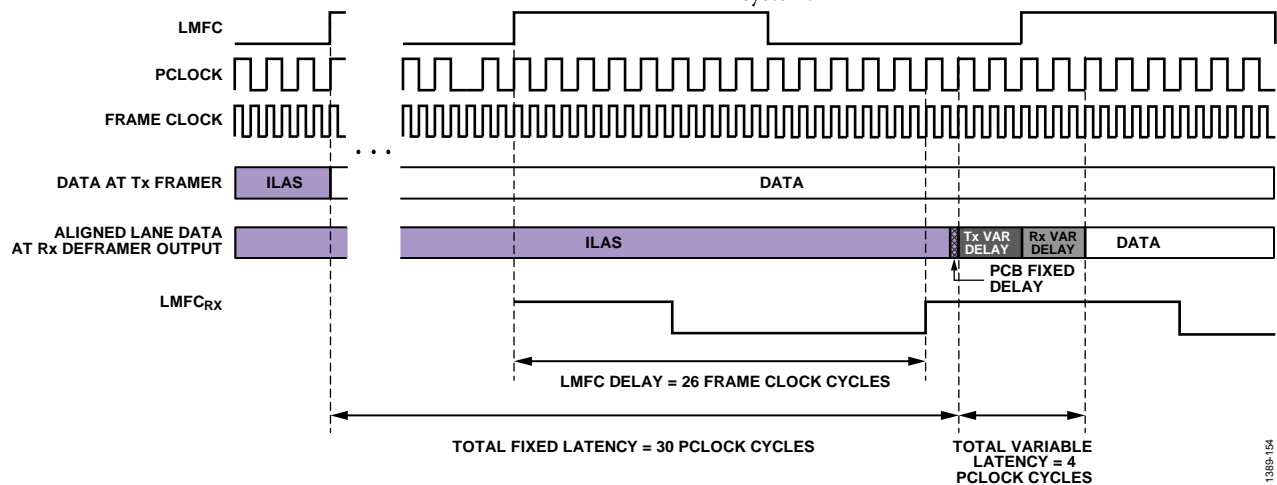 LMFC
PCLOCK
FRAME CLOCK
. . .
DATA AT Tx FRAMER
ILAS
DATA
ALIGNED LANE DATA
AT Rx DEFRAMER OUTPUT
ILAS
Tx VAR
DELAY
Rx VAR
DELAY
DATA
PCB FIXED
DELAY
LMFCRX
LMFC DELAY = 26 FRAME CLOCK CYCLES
TOTAL FIXED LATENCY = 30 PCLOCK CYCLES
TOTAL VARIABLE
LATENCY = 4
PCLOCK CYCLES
1389-154